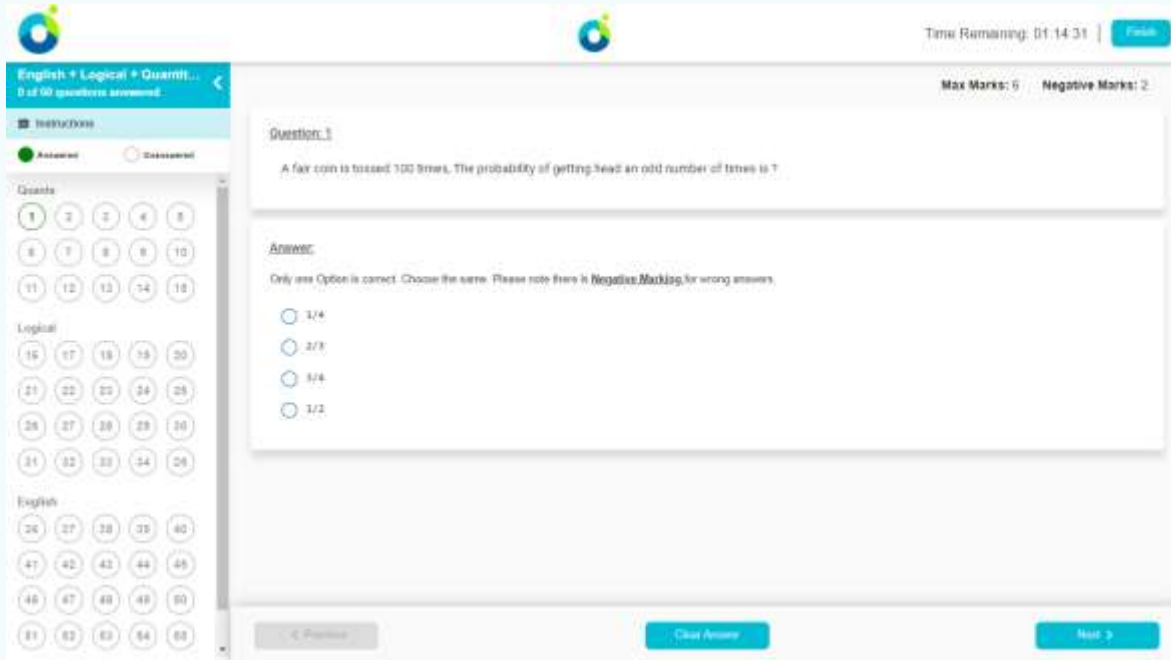 Time Remaining: 01:14:31
Finish
English + Logical + Quantit...
0 of 60 questions answered
Max Marks: 6 Negative Marks: 2
Instructions
Answered Unanswered
Question: 1
A fair coin is tossed 100 times, The probability of getting head an odd number of times is ?
Quants
1 2 3 4 5
6 7 8 9 10
11 12 13 14 15
Answer:
Only one Option is correct. Choose the same. Please note there is Negative Marking for wrong answers.
1/4
2/3
3/4
1/2
Logical
16 17 18 19 20
21 22 23 24 25
26 27 28 29 30
31 32 33 34 35
English
36 37 38 39 40
41 42 43 44 45
46 47 48 49 50
51 52 53 54 55
Previous
Clear Answer
Next